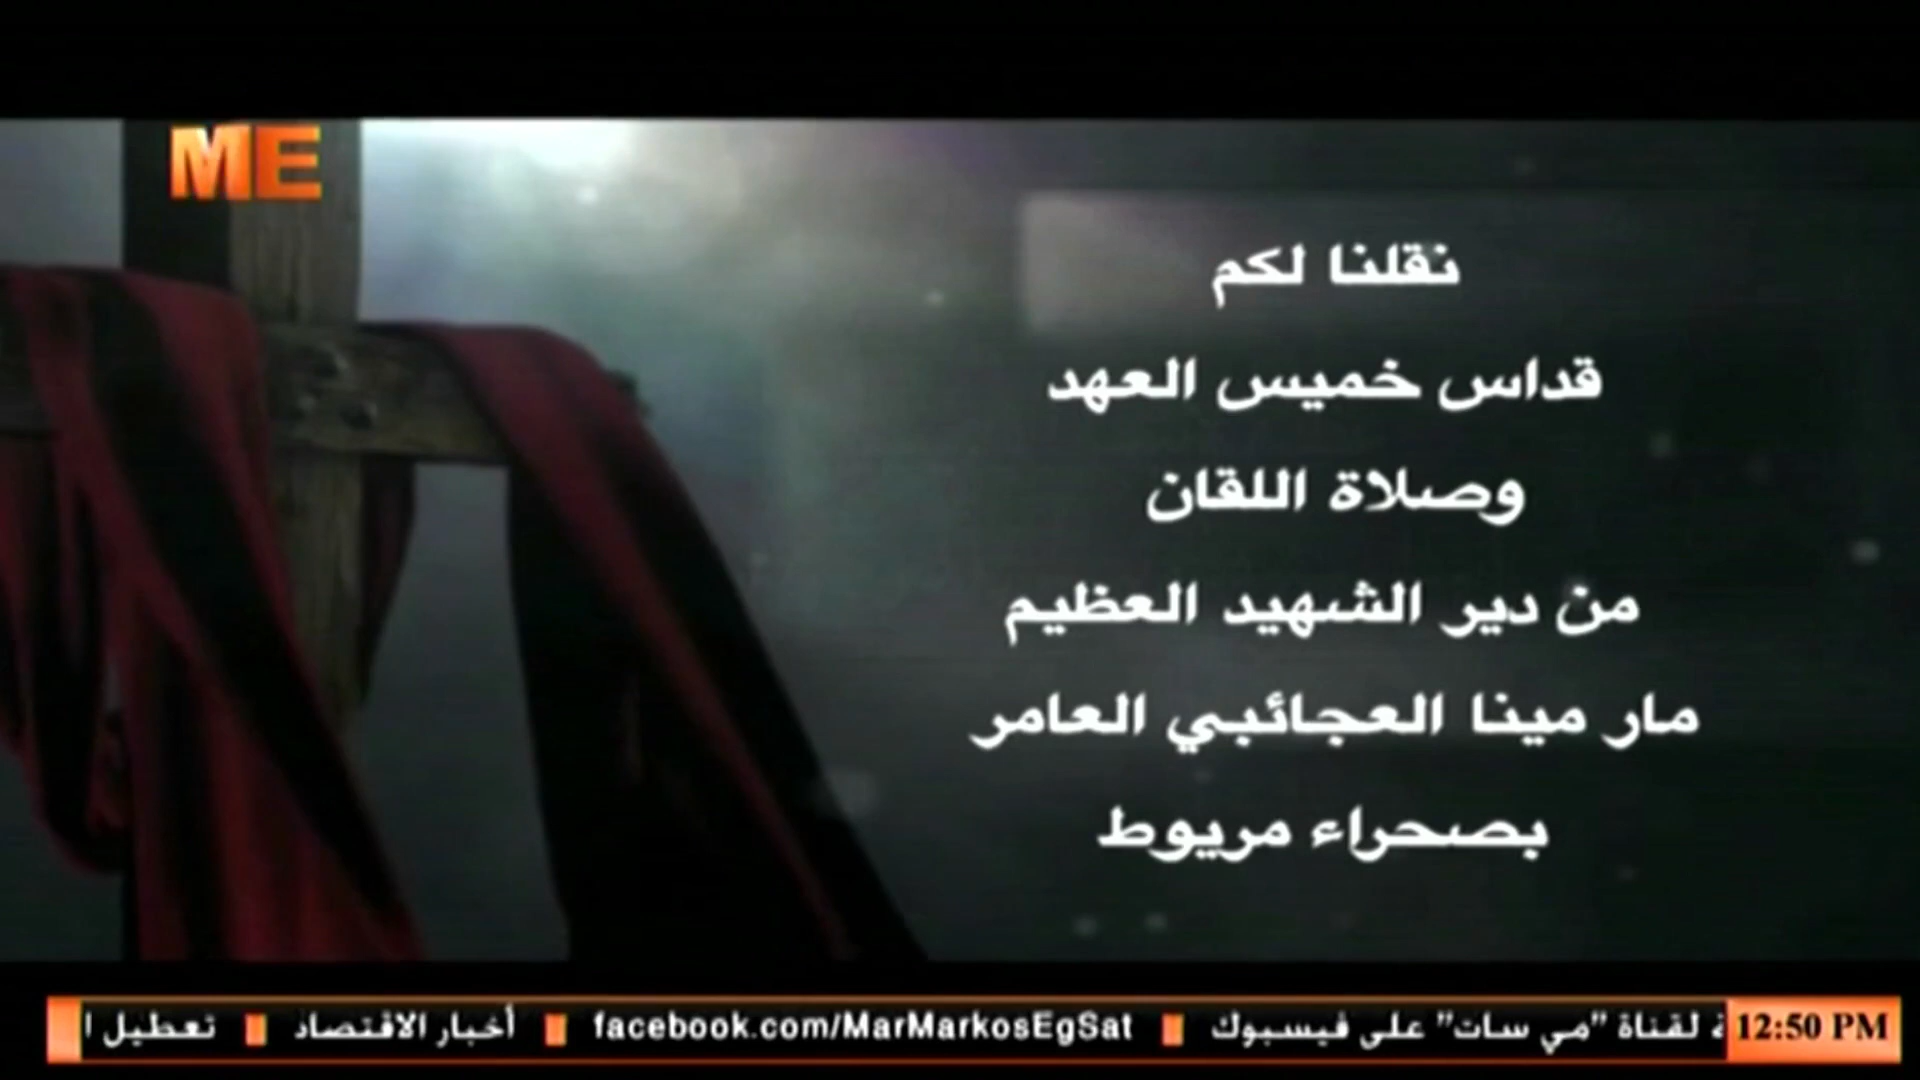 ME
نقلنا لكم
قداس خميس العهد
وصلاة اللقان
من دير الشهيد العظيم
مار مينا العجائبي العامر
بصحراء مريوط
12:50 PM
لقناة "مي سات" على فيسبوك facebook.com/MarMarkosEgSat أخبار الاقتصاد تعطيل